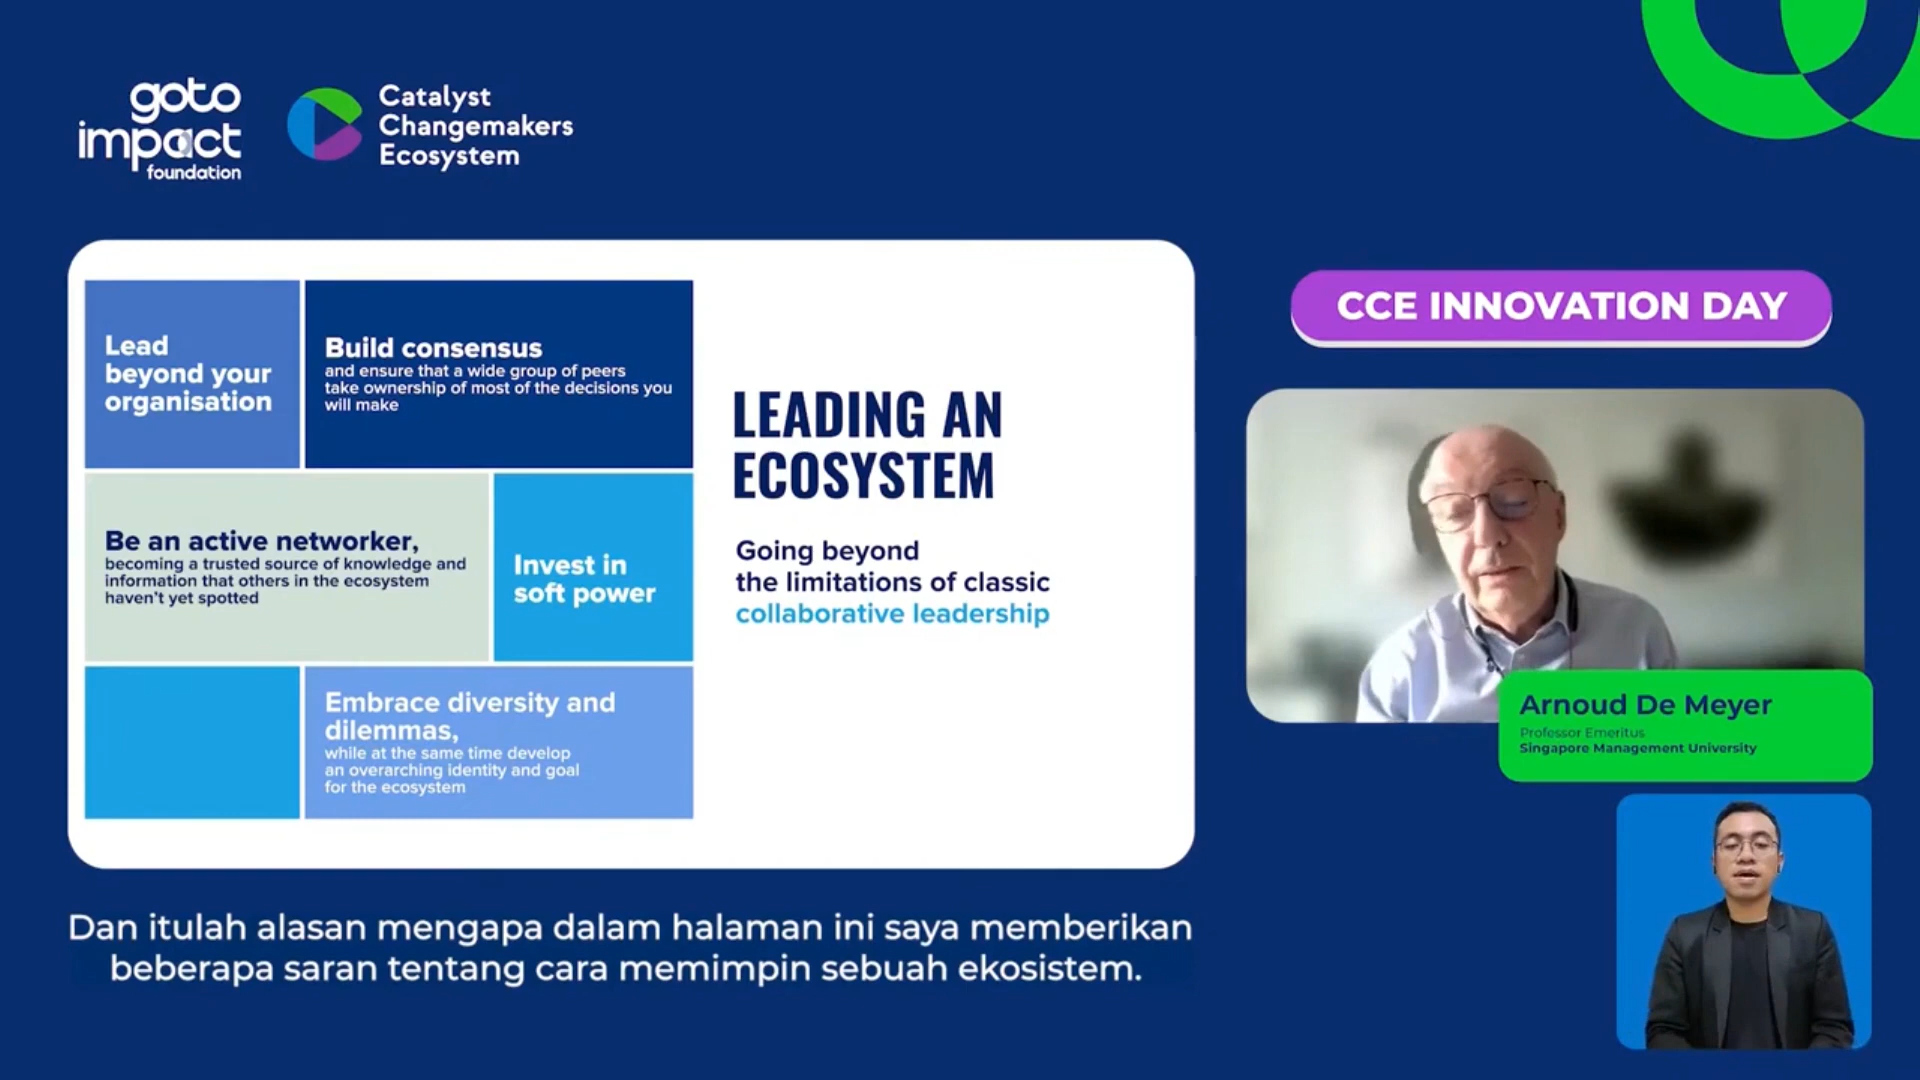 goto
impact
foundation
Catalyst
Changemakers
Ecosystem
Lead
beyond your
organisation
Build consensus
and ensure that a wide group of peers
take ownership of most of the decisions you
will make
Be an active networker,
becoming a trusted source of knowledge and
information that others in the ecosystem
haven't yet spotted
Invest in
soft power
Embrace diversity and
dilemmas,
while at the same time develop
an overarching identity and goal
for the ecosystem
LEADING AN
ECOSYSTEM
Going beyond
the limitations of classic
collaborative leadership
CCE INNOVATION DAY
Arnoud De Meyer
Professor Emeritus
Singapore Management University
Dan itulah alasan mengapa dalam halaman ini saya memberikan
beberapa saran tentang cara memimpin sebuah ekosistem.